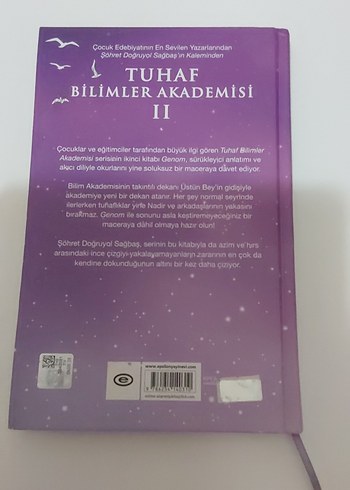 Çocuk Edebiyatının En Sevilen Yazarlarından
Şöhret Doğruyol Sağbaş'ın Kaleminden
TUHAF
BİLİMLER AKADEMİSİ
II
Çocuklar ve eğitimciler tarafından büyük ilgi gören Tuhaf Bilimler
Akademisi serisinin ikinci kitabı Genom, sürükleyici anlatımı ve
akıcı diliyle okurlarını yine soluksuz bir maceraya davet ediyor.
Bilim Akademisinin takıntılı dekanı Üstün Bey'in gidişiyle
akademiye yeni bir dekan atanır. Her şey normal seyrinde
ilerlerken tuhaflıklar yine Nadir ve arkadaşlarının yakasını
bırakmaz. Genom ile sonunu asla kestiremeyeceğiniz bir
maceraya dâhil olmaya hazır olun!
Şöhret Doğruyol Sağbaş, serinin bu kitabıyla da azim ve hırs
arasındaki ince çizgiyi yakalayamayanların zararının en çok da
kendine dokunduğunun altını bir kez daha çiziyor.
e
www.epsilonyayinevi.com